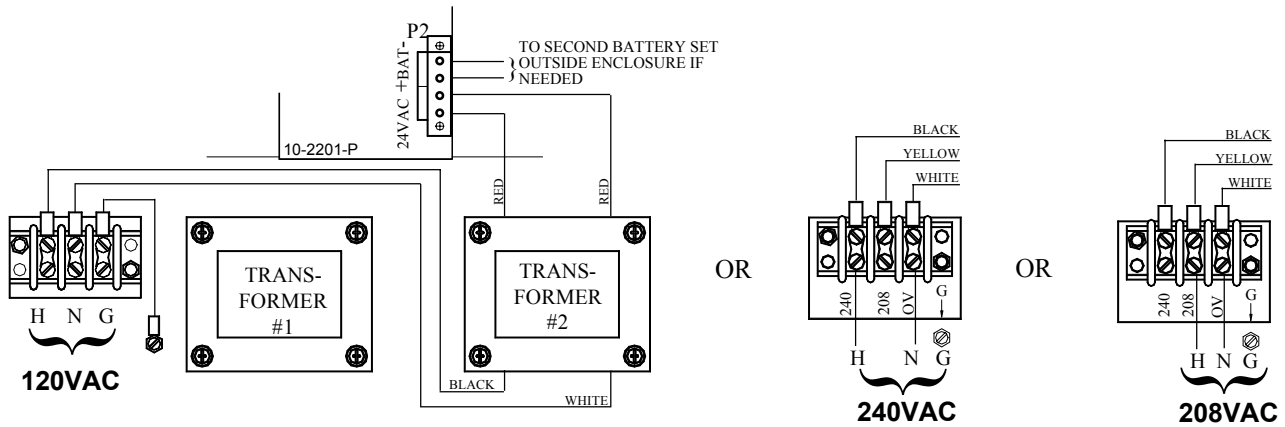 P2
24VAC +BAT-
TO SECOND BATTERY SET
OUTSIDE ENCLOSURE IF
NEEDED
10-2201-P
RED
RED
TRANS-
FORMER
#1
TRANS-
FORMER
#2
H N G
120VAC
BLACK
WHITE
OR
BLACK
YELLOW
WHITE
240
208
OV
G
H N G
240VAC
OR
BLACK
YELLOW
WHITE
240
208
OV
G
H N G
208VAC